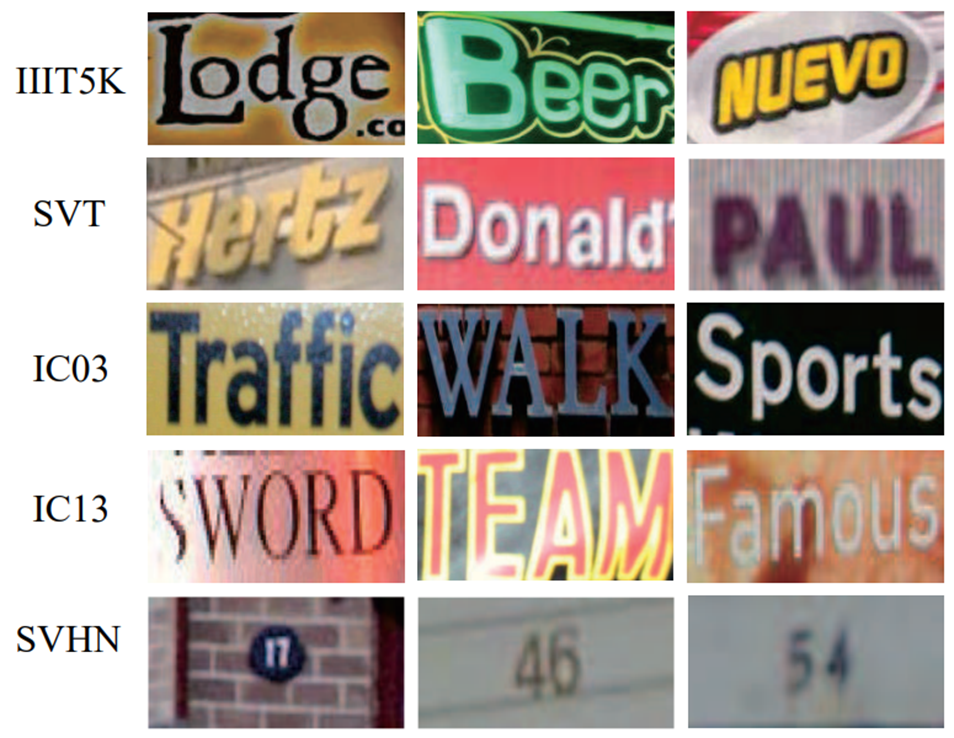 IIIT5K Lodge .co Beer NUEVO
SVT Hertz Donald' PAUL
IC03 Traffic WALK Sports
IC13 SWORD TEAM Famous
SVHN 17 46 54